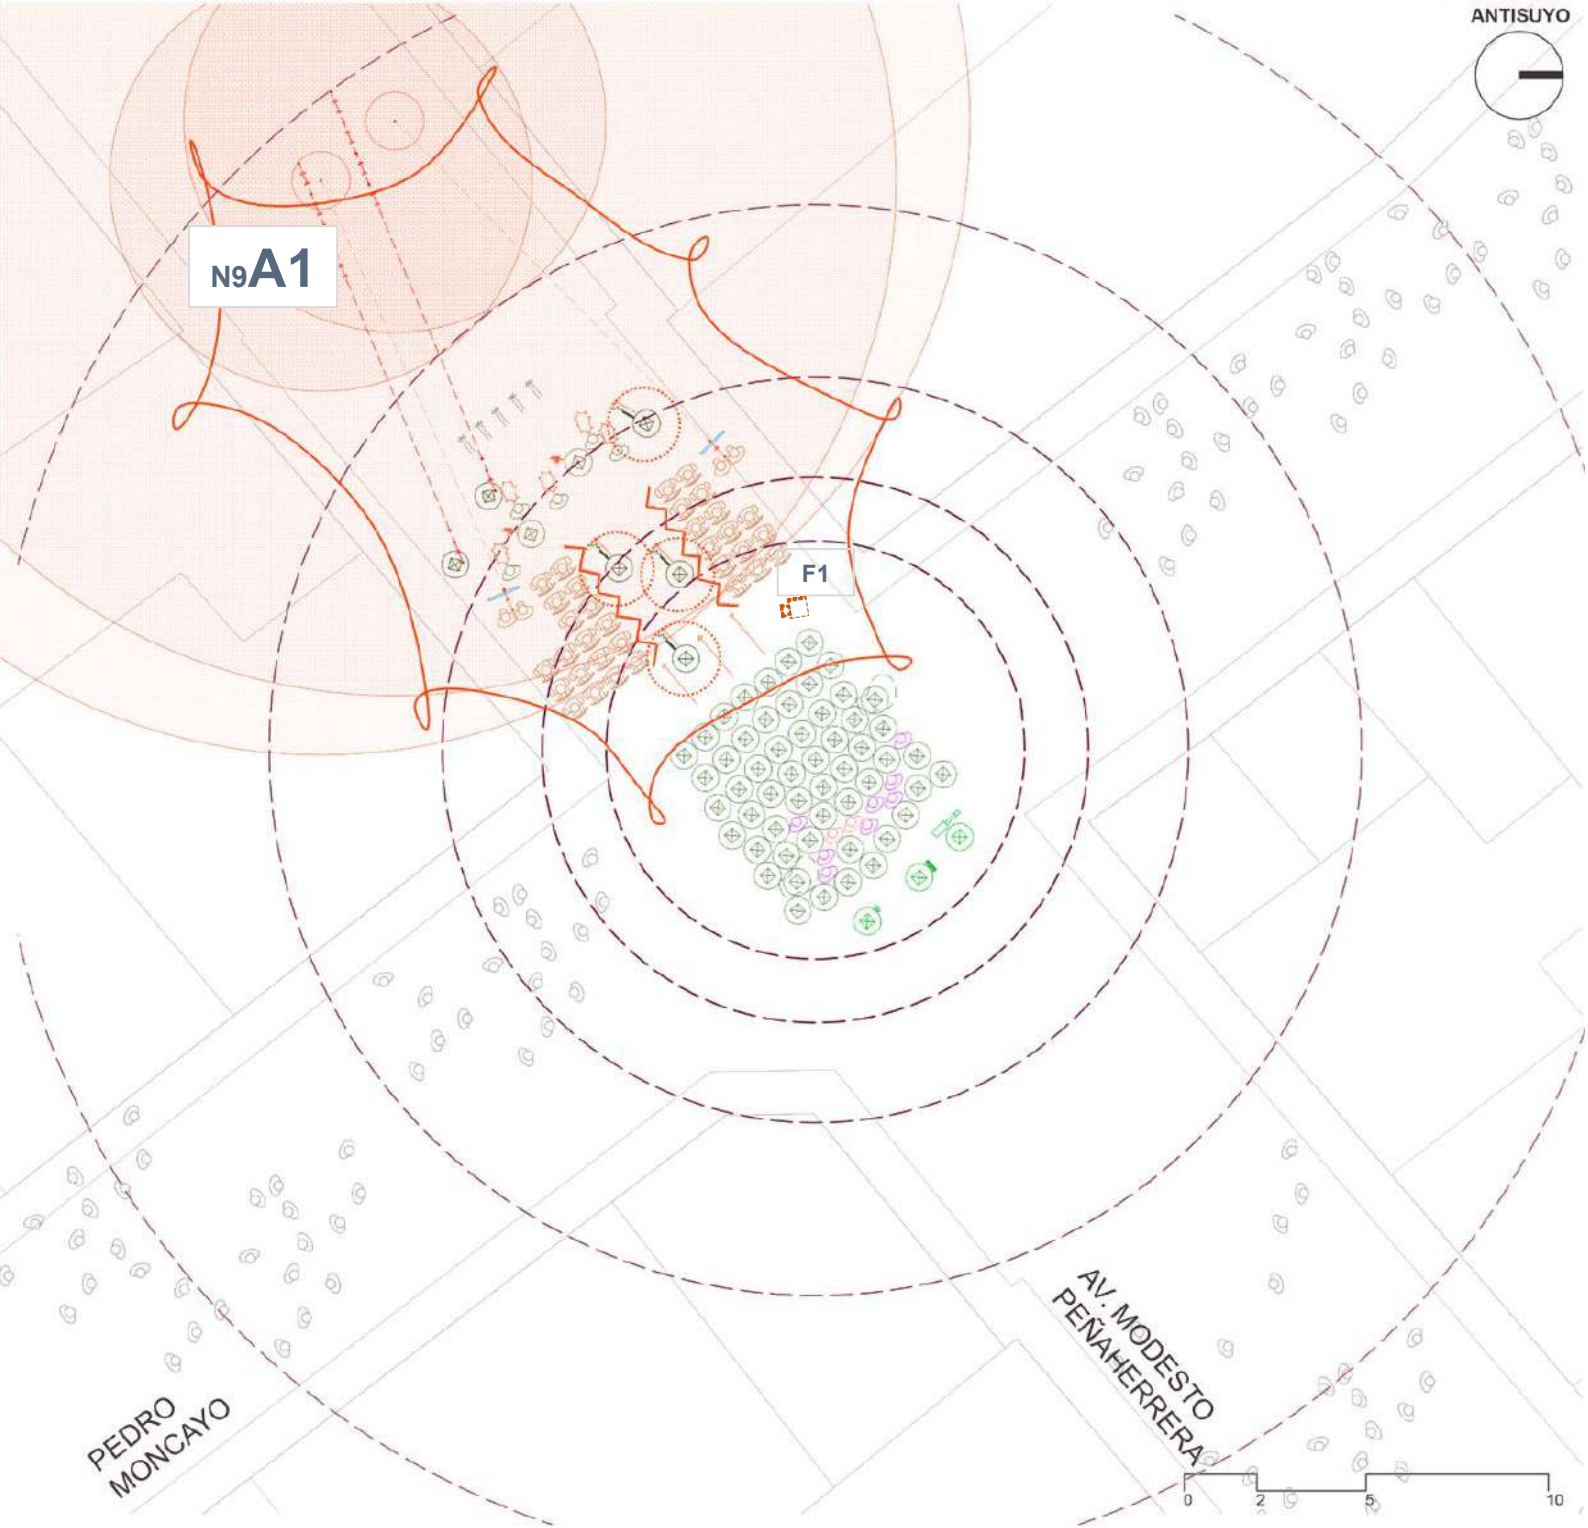 ANTISUYO
N9A1
F1
AV. MODESTO
PEÑAHERRERA
PEDRO
MONCAYO
0 2 5 10